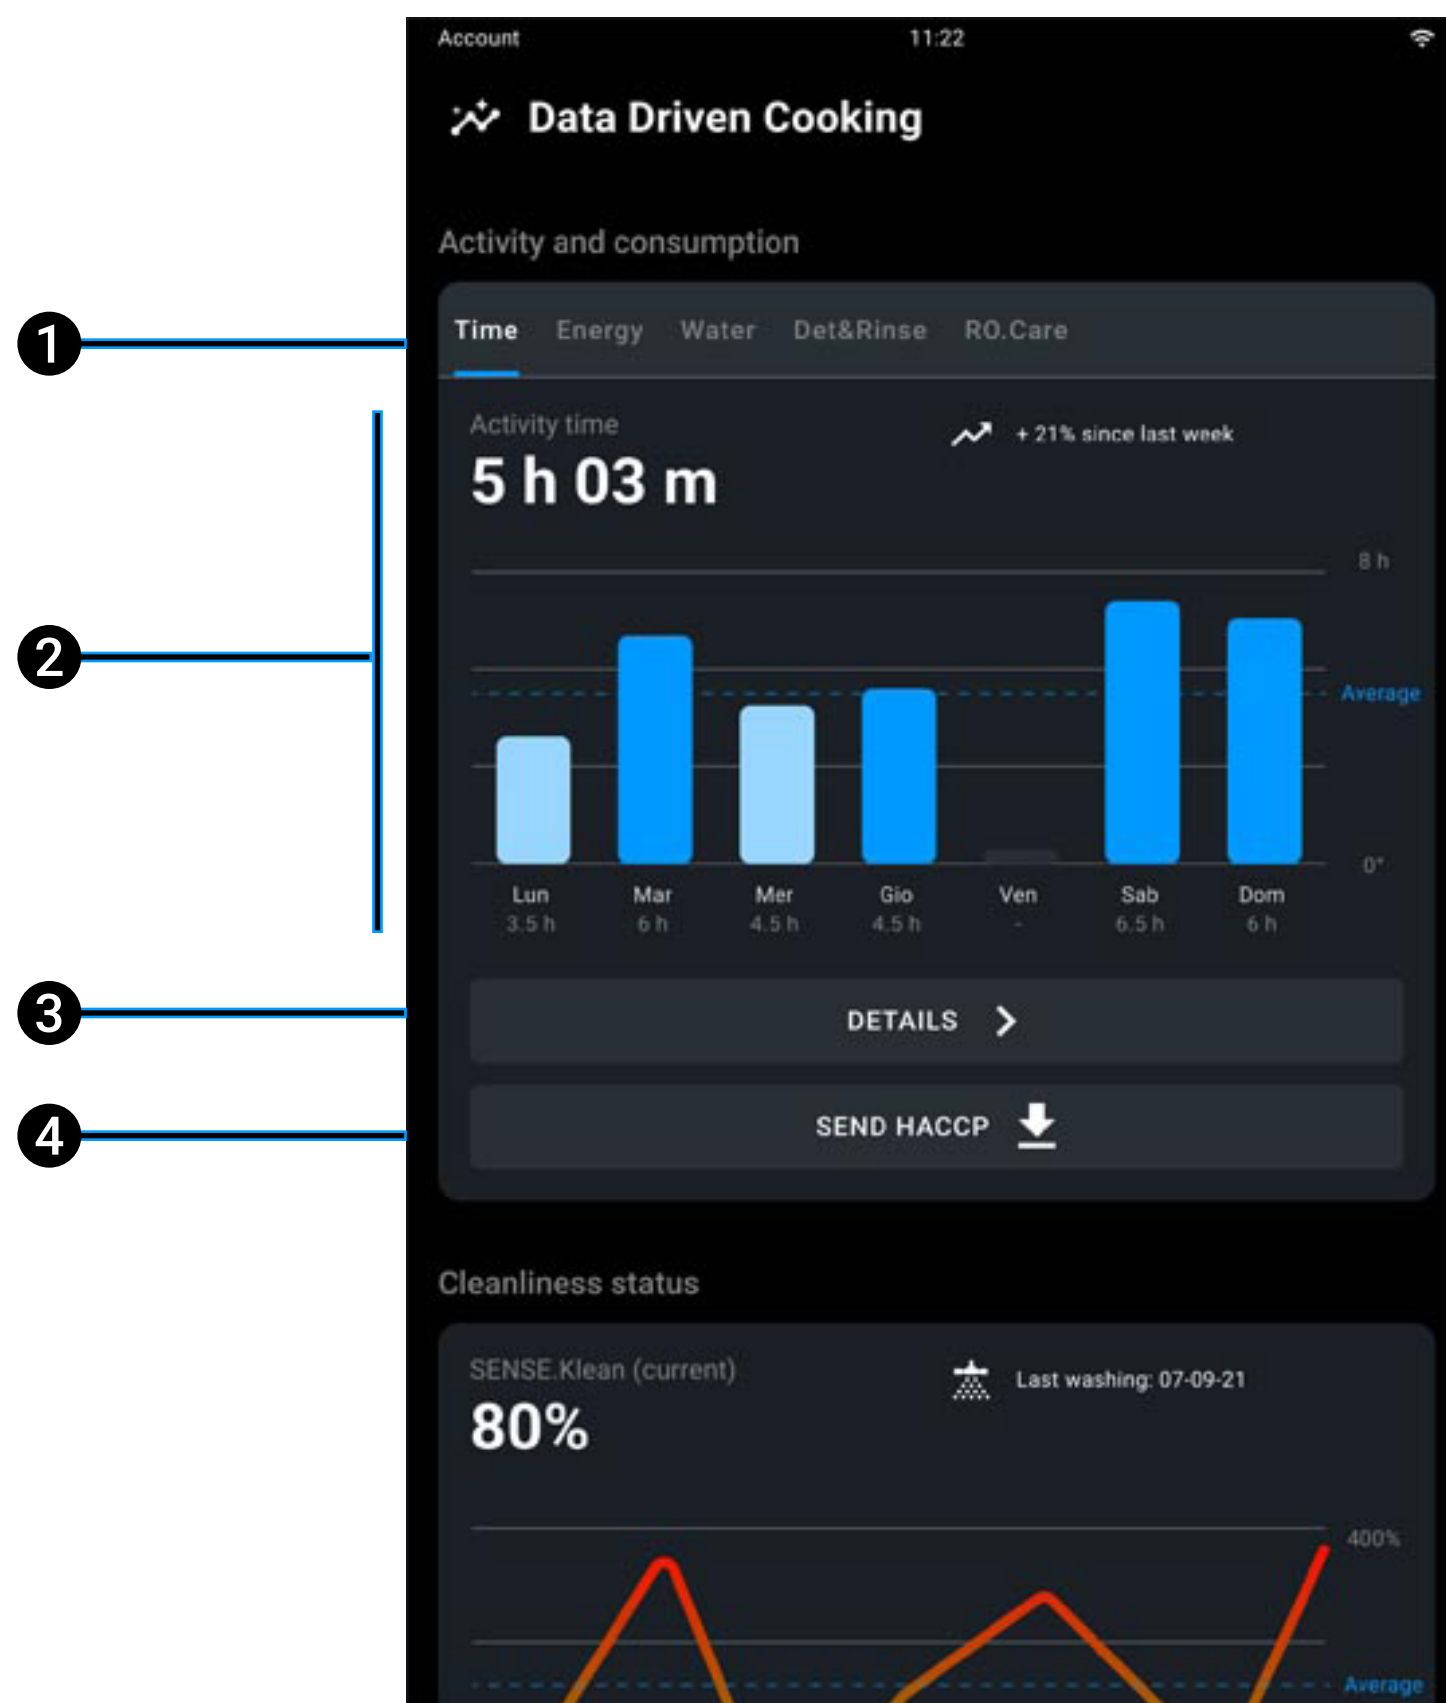 Account 11:22
Data Driven Cooking
Activity and consumption
1
Time Energy Water Det&Rinse RO.Care
Activity time
+ 21% since last week
5 h 03 m
8 h
2
Average
0°
Lun Mar Mer Gio Ven Sab Dom
3.5 h 6 h 4.5 h 4.5 h - 6.5 h 6 h
3
DETAILS
4
SEND HACCP
Cleanliness status
SENSE.Klean (current)
Last washing: 07-09-21
80%
400%
Average